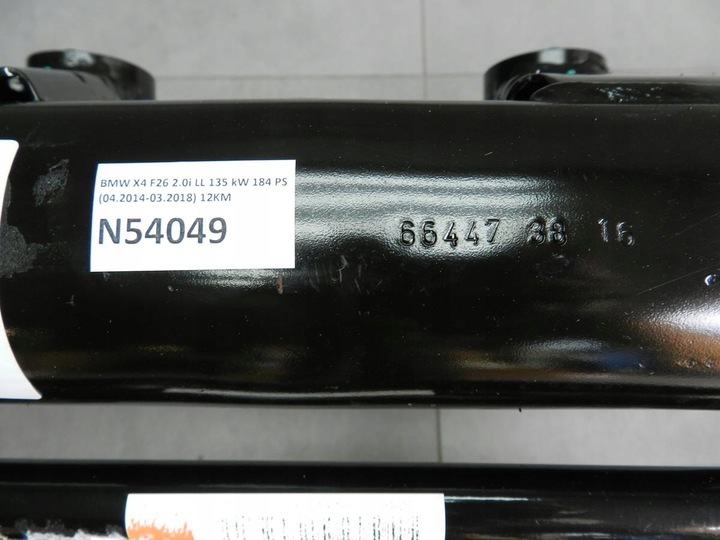 BMW X4 F26 2.0i LL 135 kW 184 PS
(04.2014-03.2018) 12KM
N54049
66447 38 16